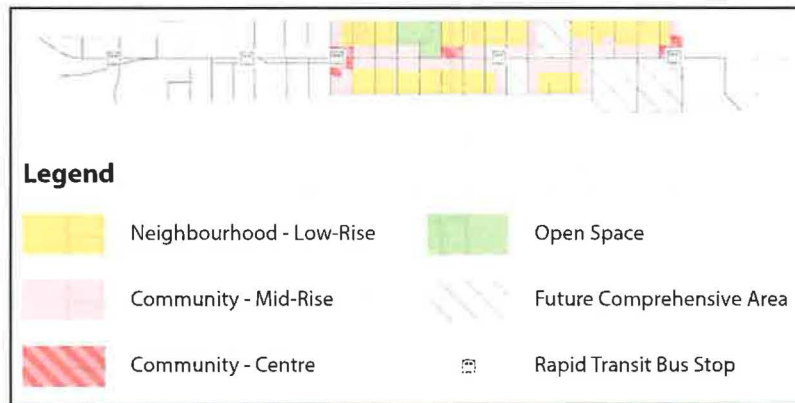 Legend
Neighbourhood - Low-Rise
Open Space
Community - Mid-Rise
Future Comprehensive Area
Community - Centre
Rapid Transit Bus Stop